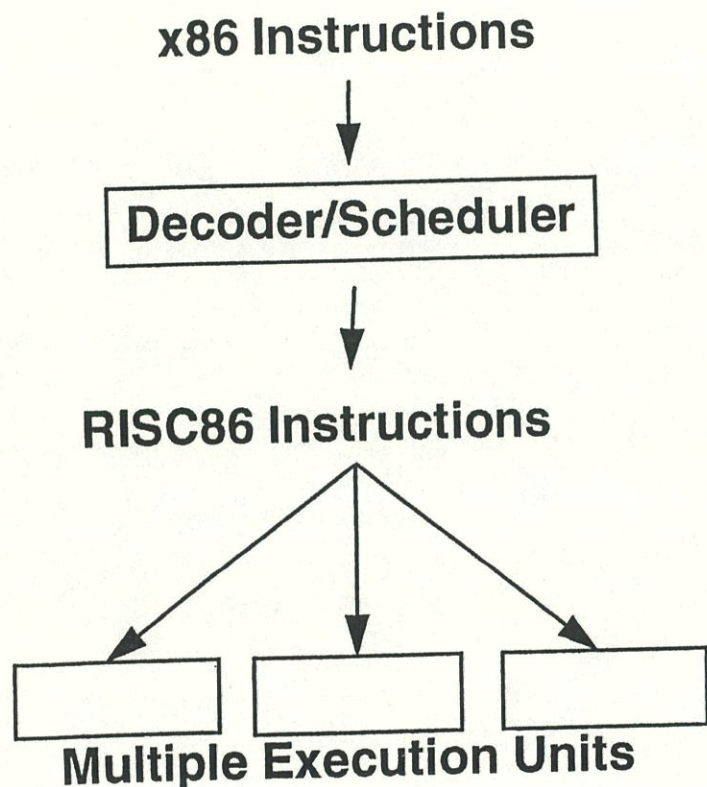 x86 Instructions
Decoder/Scheduler
RISC86 Instructions
Multiple Execution Units